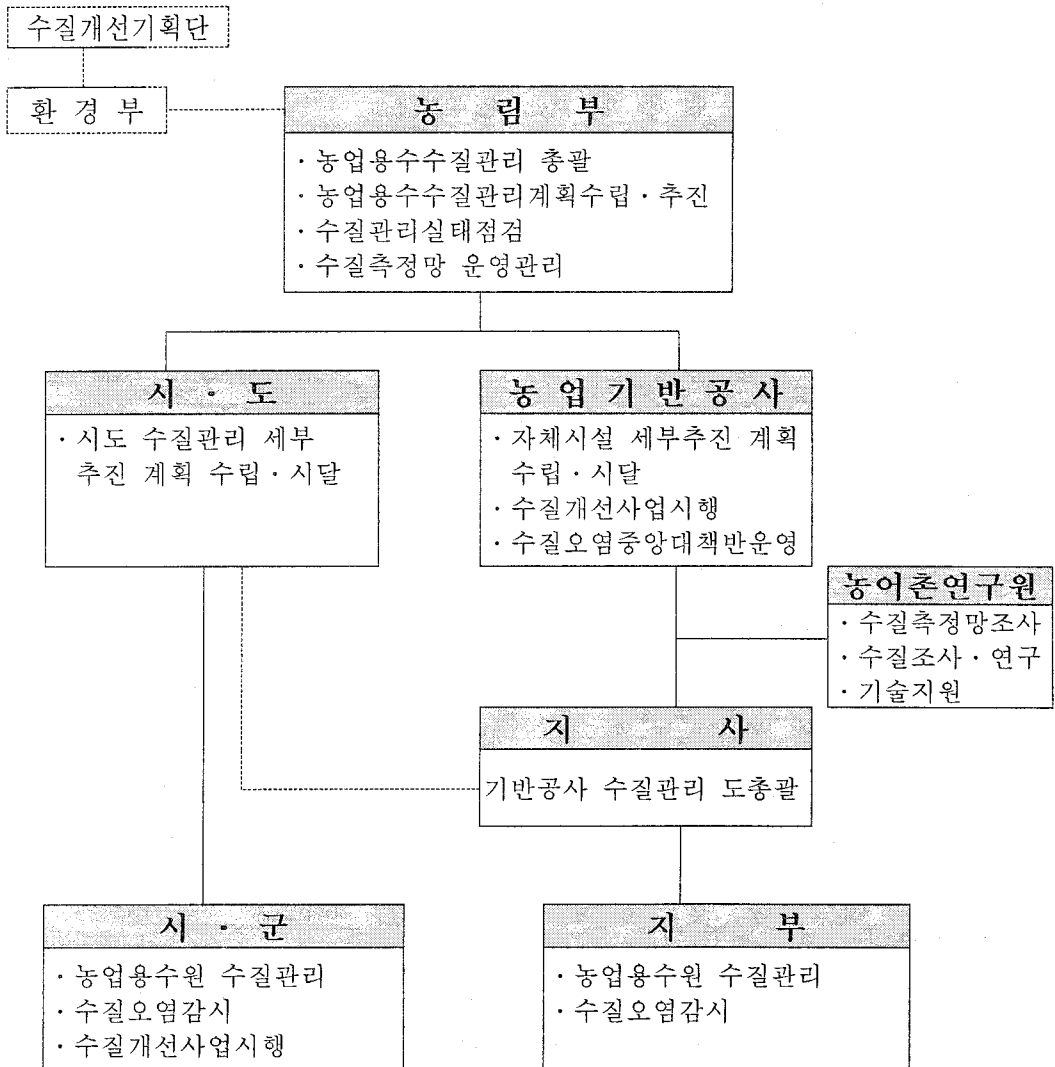 수질개선기획단
환 경 부
농 림 부
· 농업용수수질관리 총괄
· 농업용수수질관리계획수립 · 추진
· 수질관리실태점검
· 수질측정망 운영관리
시 · 도
· 시도 수질관리 세부
추진 계획 수립 · 시달
농 업 기 반 공 사
· 자체시설 세부추진 계획
수립 · 시달
· 수질개선사업시행
· 수질오염중앙대책반운영
농어촌연구원
· 수질측정망조사
· 수질조사 · 연구
· 기술지원
지 사
기반공사 수질관리 도총괄
시 · 군
· 농업용수원 수질관리
· 수질오염감시
· 수질개선사업시행
지 부
· 농업용수원 수질관리
· 수질오염감시